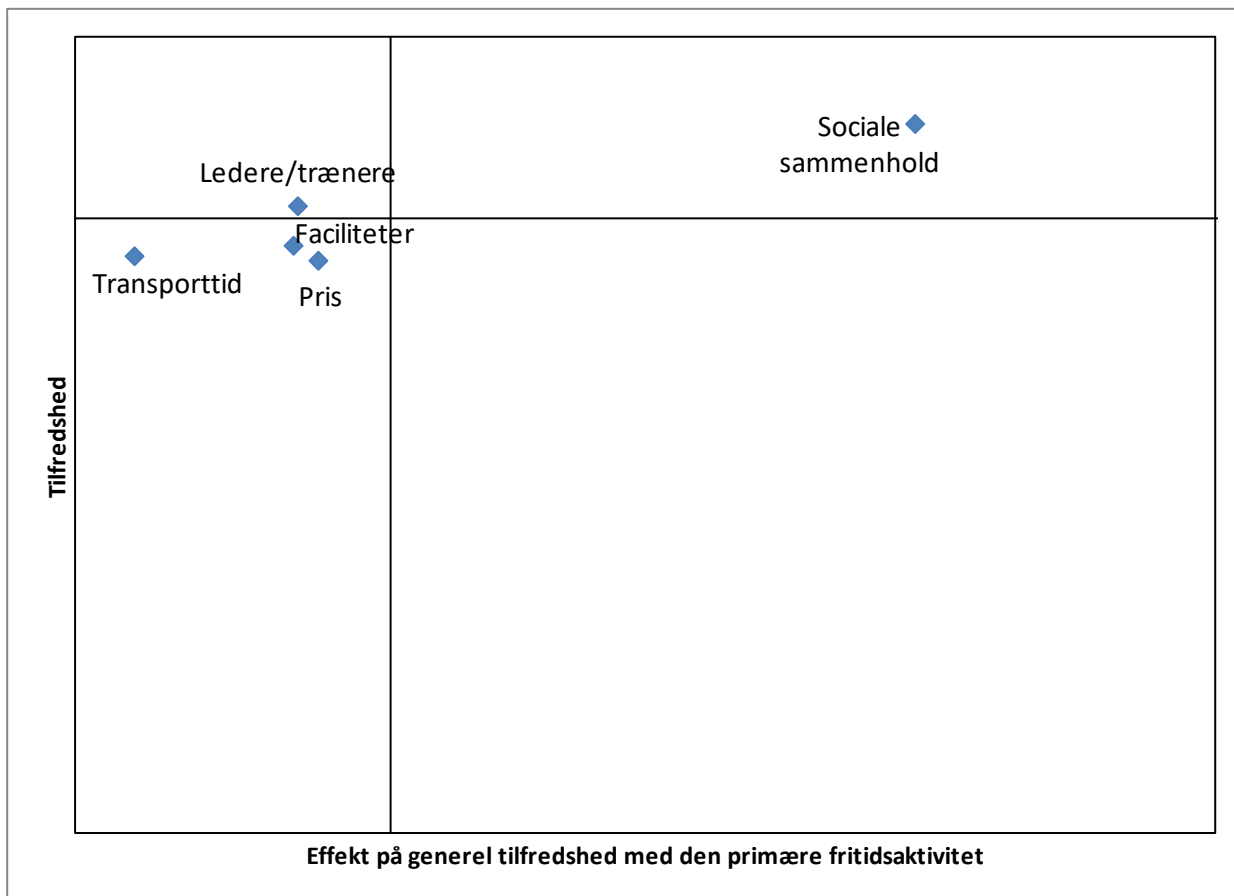 Sociale
sammenhold
Ledere/trænere
Faciliteter
Transporttid
Pris
Tilfredshed
Effekt på generel tilfredshed med den primære fritidsaktivitet